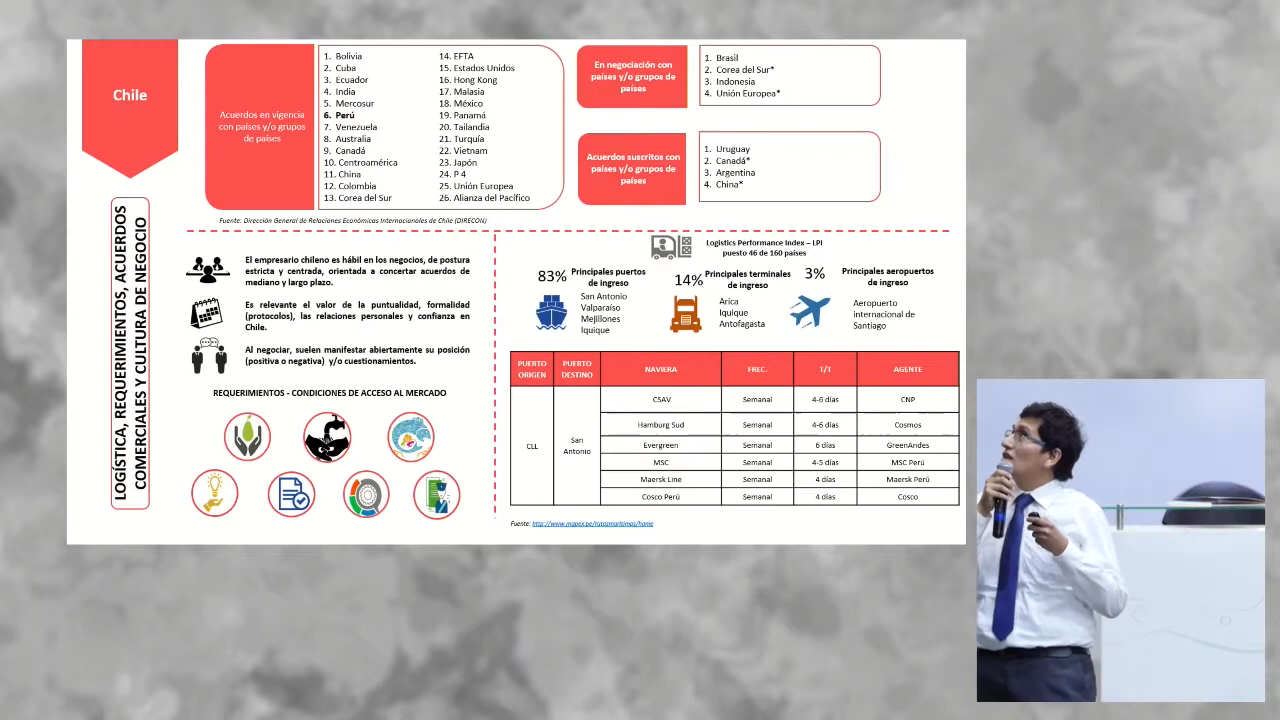 Chile
LOGÍSTICA, REQUERIMIENTOS, ACUERDOS
COMERCIALES Y CULTURA DE NEGOCIO
Acuerdos en vigencia
con países y/o grupos
de países
1. Bolivia
2. Cuba
3. Ecuador
4. India
5. Mercosur
6. Perú
7. Venezuela
8. Australia
9. Canadá
10. Centroamérica
11. China
12. Colombia
13. Corea del Sur
14. EFTA
15. Estados Unidos
16. Hong Kong
17. Malasia
18. México
19. Panamá
20. Tailandia
21. Turquía
22. Vietnam
23. Japón
24. P 4
25. Unión Europea
26. Alianza del Pacífico
En negociación con
países y/o grupos de
países
1. Brasil
2. Corea del Sur*
3. Indonesia
4. Unión Europea*
Acuerdos suscritos con
países y/o grupos de
países
1. Uruguay
2. Canadá*
3. Argentina
4. China*
Fuente: Dirección General de Relaciones Económicas Internacionales de Chile (DIRECON)
El empresario chileno es hábil en los negocios, de postura
estricta y centrada, orientada a concertar acuerdos de
mediano y largo plazo.
Es relevante el valor de la puntualidad, formalidad
(protocolos), las relaciones personales y confianza en
Chile.
Al negociar, suelen manifestar abiertamente su posición
(positiva o negativa) y/o cuestionamientos.
REQUERIMIENTOS - CONDICIONES DE ACCESO AL MERCADO
Logistics Performance Index – LPI
puesto 46 de 160 países
83% Principales puertos
de ingreso
San Antonio
Valparaíso
Mejillones
Iquique
14% Principales terminales
de ingreso
Arica
Iquique
Antofagasta
3% Principales aeropuertos
de ingreso
Aeropuerto
internacional de
Santiago
PUERTO ORIGEN PUERTO DESTINO NAVIERA FREC. T/T AGENTE
CLL San Antonio CSAV Semanal 4-6 días CNP
Hamburg Sud Semanal 4-6 días Cosmos
Evergreen Semanal 6 días GreenAndes
MSC Semanal 4-5 días MSC Perú
Maersk Line Semanal 4 días Maersk Perú
Cosco Perú Semanal 4 días Cosco
Fuente: http://www.mapex.pe/rutasmaritimas/home